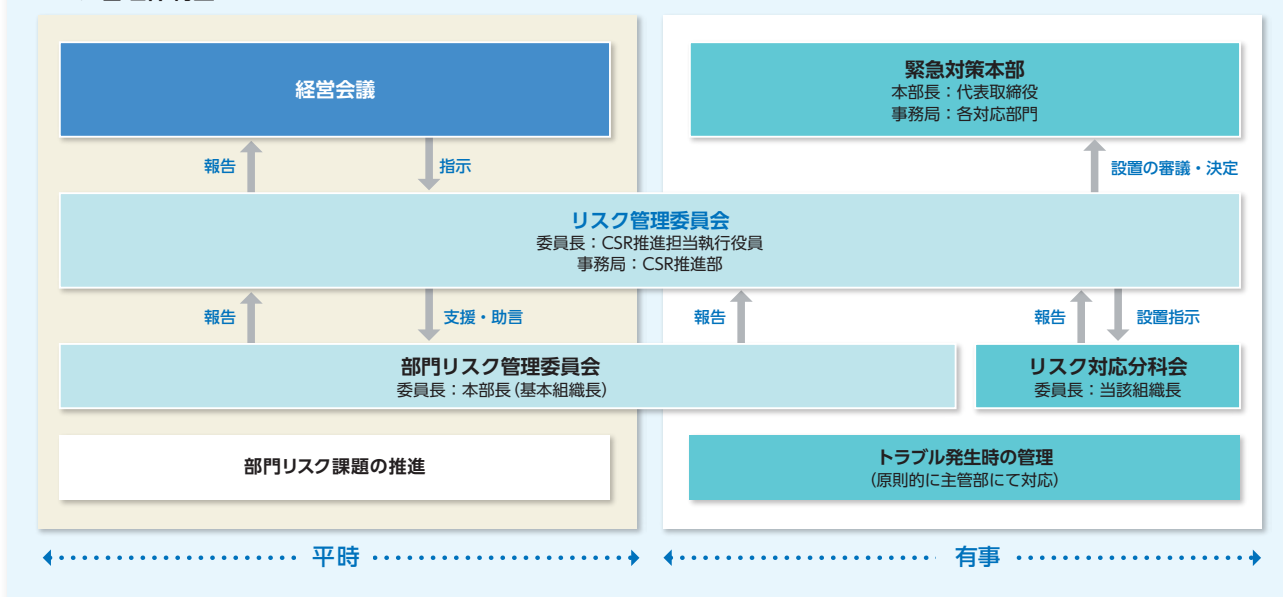 経営会議
緊急対策本部
本部長：代表取締役
事務局：各対応部門
報告
指示
設置の審議・決定
リスク管理委員会
委員長：CSR推進担当執行役員
事務局：CSR推進部
報告
支援・助言
報告
報告
設置指示
部門リスク管理委員会
委員長：本部長（基本組織長）
リスク対応分科会
委員長：当該組織長
部門リスク課題の推進
トラブル発生時の管理
（原則的に主管部にて対応）
平時
有事